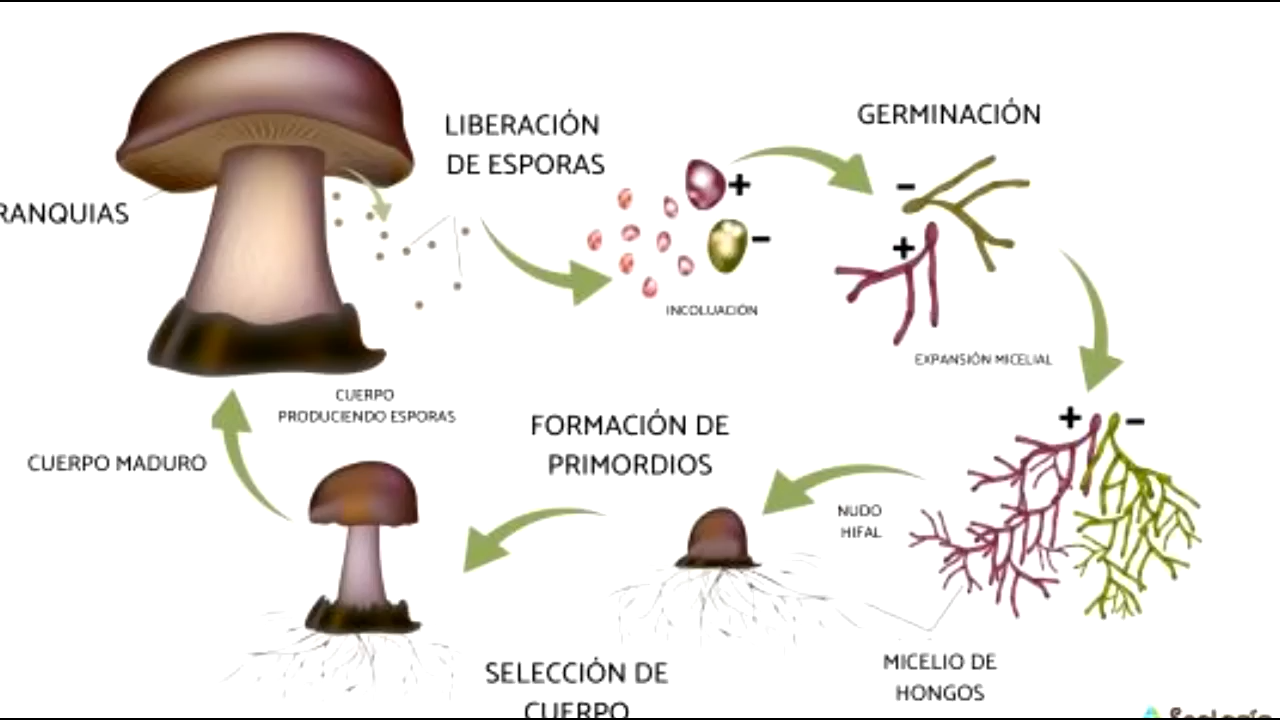 GERMINACIÓN
LIBERACIÓN
DE ESPORAS
+
-
-
+
RANQUIAS
-
+
INCOLUACIÓN
EXPANSIÓN MICELIAL
CUERPO
PRODUCIENDO ESPORAS
+
-
FORMACIÓN DE
PRIMORDIOS
CUERPO MADURO
NUDO
HIFAL
MICELIO DE
HONGOS
SELECCIÓN DE
CUERPO